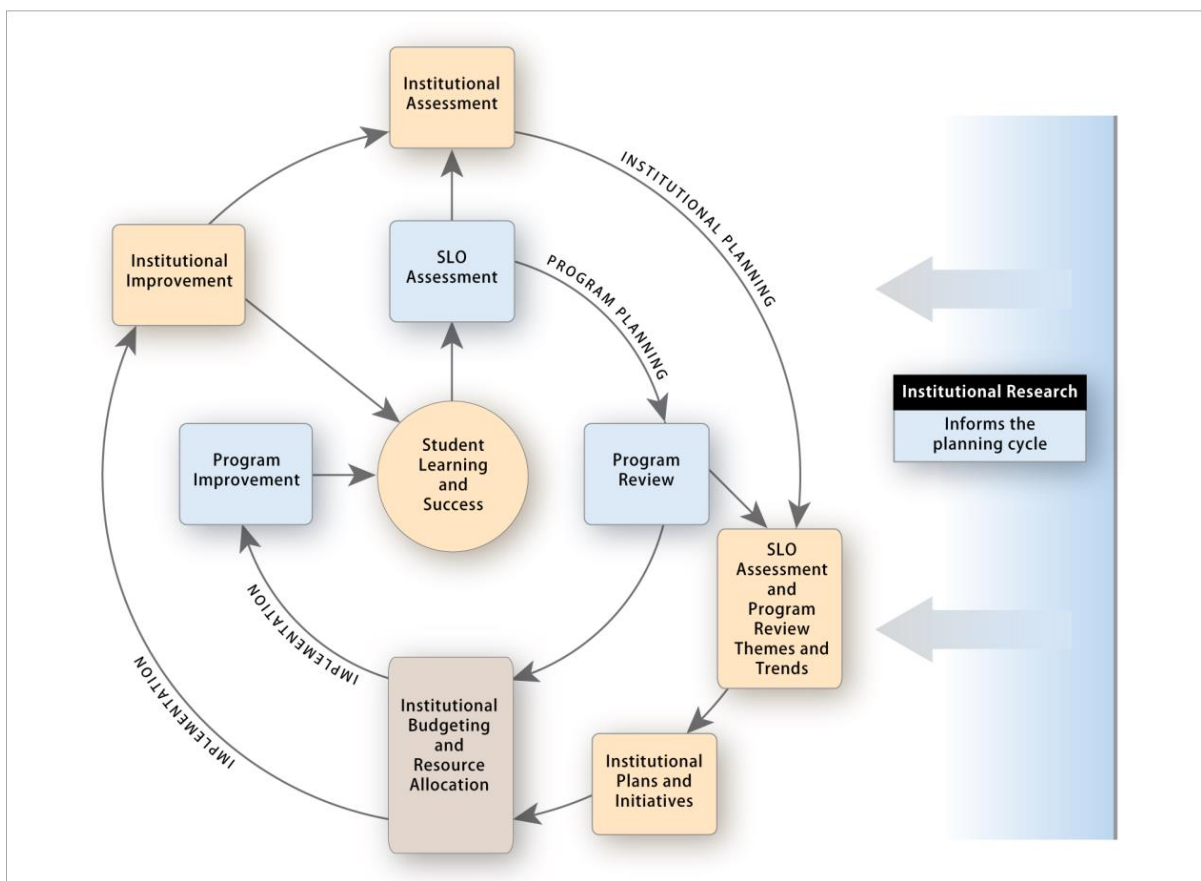 Institutional
Assessment
INSTITUTIONAL PLANNING
Institutional
Improvement
SLO
Assessment
PROGRAM PLANNING
Institutional Research
Informs the
planning cycle
Program
Improvement
Student
Learning
and
Success
Program
Review
SLO
Assessment
and
Program
Review
Themes and
Trends
IMPLEMENTATION
IMPLEMENTATION
Institutional
Budgeting
and
Resource
Allocation
Institutional
Plans and
Initiatives